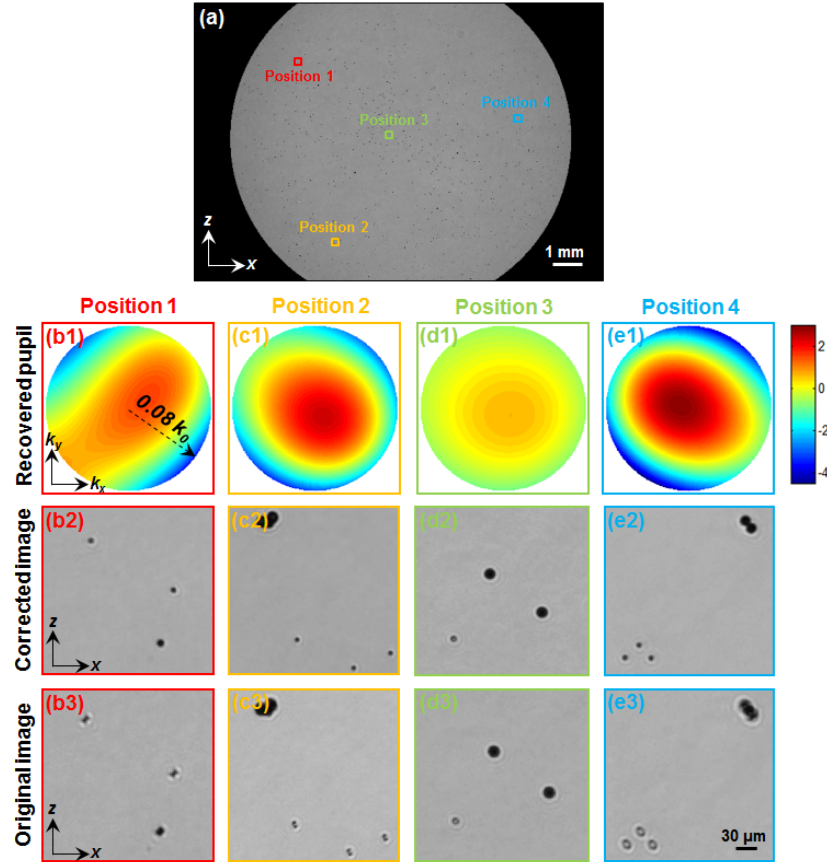 (a)
Position 1
Position 4
Position 3
Position 2
z
x
1 mm
Position 1
Position 2
Position 3
Position 4
Recovered pupil
(b1)
(c1)
(d1)
(e1)
0.08 k0
ky
kx
2
0
-2
-4
Corrected image
(b2)
(c2)
(d2)
(e2)
z
x
Original image
(b3)
(c3)
(d3)
(e3)
z
x
30 µm